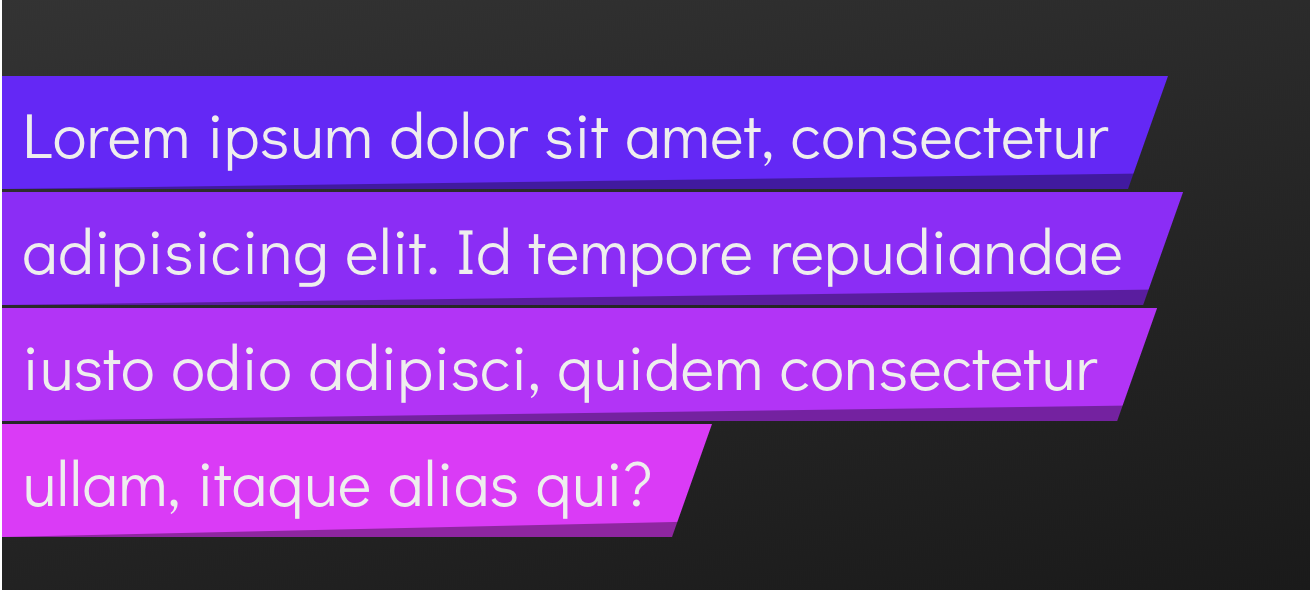 Lorem ipsum dolor sit amet, consectetur
adipisicing elit. Id tempore repudiandae
iusto odio adipisci, quidem consectetur
ullam, itaque alias qui?